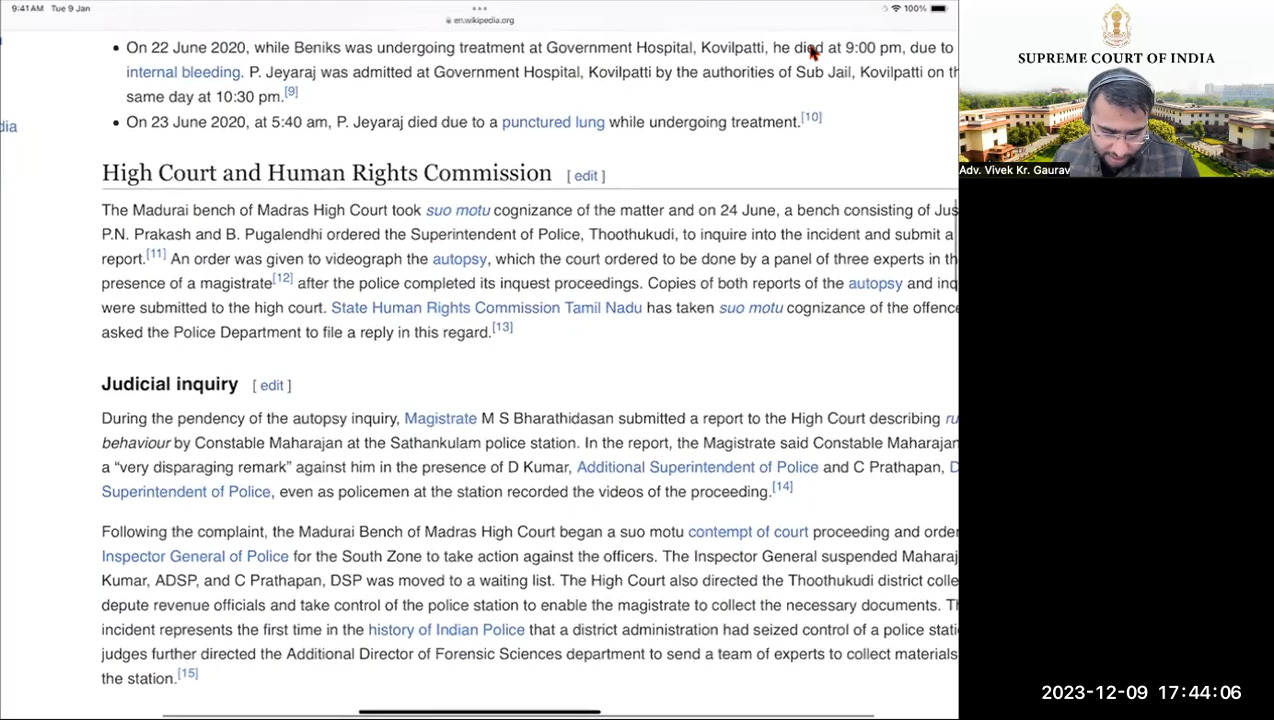 9:41 AM Tue 9 Jan
100%
en.wikipedia.org
• On 22 June 2020, while Beniks was undergoing treatment at Government Hospital, Kovilpatti, he died at 9:00 pm, due to
internal bleeding. P. Jeyaraj was admitted at Government Hospital, Kovilpatti by the authorities of Sub Jail, Kovilpatti on th
same day at 10:30 pm.[9]
dia
• On 23 June 2020, at 5:40 am, P. Jeyaraj died due to a punctured lung while undergoing treatment.[10]
High Court and Human Rights Commission [ edit ]
The Madurai bench of Madras High Court took suo motu cognizance of the matter and on 24 June, a bench consisting of Jus
P.N. Prakash and B. Pugalendhi ordered the Superintendent of Police, Thoothukudi, to inquire into the incident and submit a
report.[11] An order was given to videograph the autopsy, which the court ordered to be done by a panel of three experts in th
presence of a magistrate[12] after the police completed its inquest proceedings. Copies of both reports of the autopsy and inq
were submitted to the high court. State Human Rights Commission Tamil Nadu has taken suo motu cognizance of the offence
asked the Police Department to file a reply in this regard.[13]
Judicial inquiry [ edit ]
During the pendency of the autopsy inquiry, Magistrate M S Bharathidasan submitted a report to the High Court describing ru
behaviour by Constable Maharajan at the Sathankulam police station. In the report, the Magistrate said Constable Maharajan
a “very disparaging remark” against him in the presence of D Kumar, Additional Superintendent of Police and C Prathapan, D
Superintendent of Police, even as policemen at the station recorded the videos of the proceeding.[14]
Following the complaint, the Madurai Bench of Madras High Court began a suo motu contempt of court proceeding and orde
Inspector General of Police for the South Zone to take action against the officers. The Inspector General suspended Maharaj
Kumar, ADSP, and C Prathapan, DSP was moved to a waiting list. The High Court also directed the Thoothukudi district colle
depute revenue officials and take control of the police station to enable the magistrate to collect the necessary documents. Th
incident represents the first time in the history of Indian Police that a district administration had seized control of a police stati
judges further directed the Additional Director of Forensic Sciences department to send a team of experts to collect materials
the station.[15]
SUPREME COURT OF INDIA
Adv. Vivek Kr. Gaurav
2023-12-09 17:44:06